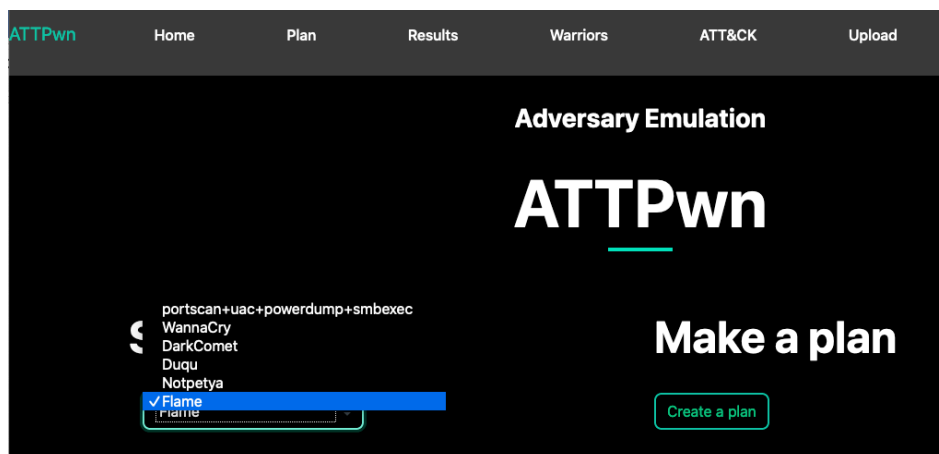 ATTPwn Home Plan Results Warriors ATT&CK Upload
Adversary Emulation
ATTPwn
portscan+uac+powerdump+smbexec
WannaCry
DarkComet
Duqu
Notpetya
✓Flame
Flame
Make a plan
Create a plan